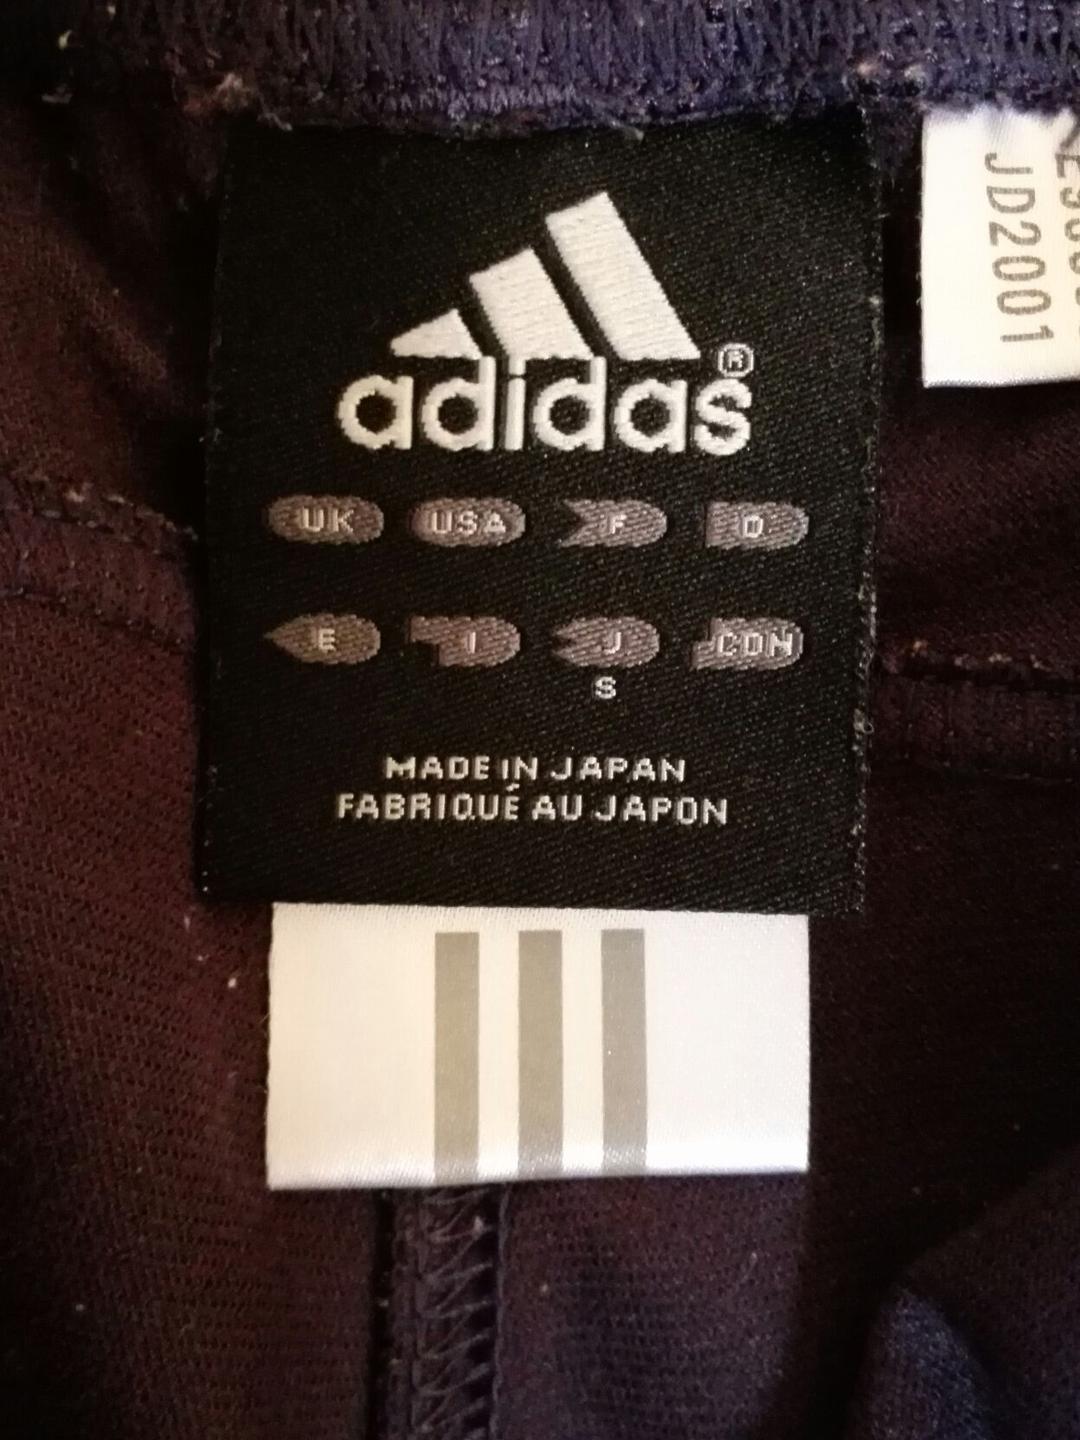 adidas®
UK USA F D
E I J CDN
S
MADE IN JAPAN
FABRIQUÉ AU JAPON
JD2001